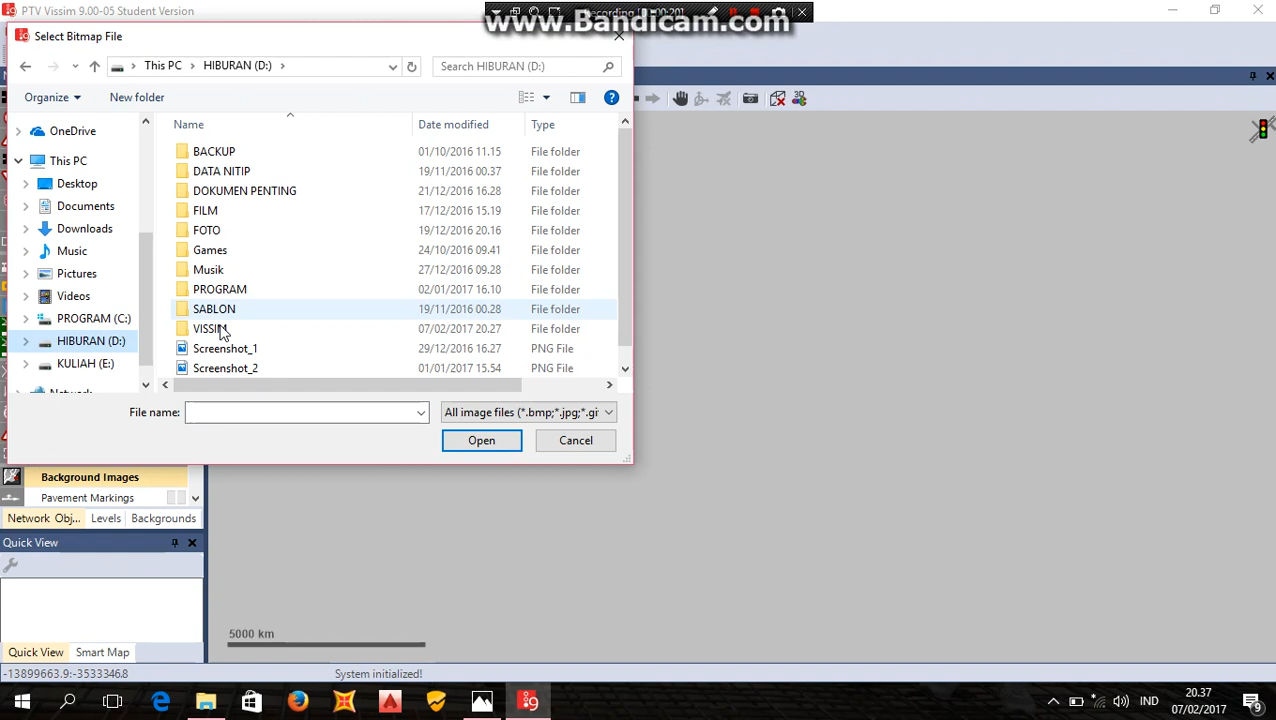 PTV Vissim 9.00-05 Student Version
www.Bandicam.com
Select Bitmap File
This PC
HIBURAN (D:)
Search HIBURAN (D:)
Organize
New folder
Name
Date modified
Type
OneDrive
This PC
Desktop
Documents
Downloads
Music
Pictures
Videos
PROGRAM (C:)
HIBURAN (D:)
KULIAH (E:)
BACKUP 01/10/2016 11.15 File folder
DATA NITIP 19/11/2016 00.37 File folder
DOKUMEN PENTING 21/12/2016 16.28 File folder
FILM 17/12/2016 15.19 File folder
FOTO 19/12/2016 20.16 File folder
Games 24/10/2016 09.41 File folder
Musik 27/12/2016 09.28 File folder
PROGRAM 02/01/2017 16.10 File folder
SABLON 19/11/2016 00.28 File folder
VISSIM 07/02/2017 20.27 File folder
Screenshot_1 29/12/2016 16.27 PNG File
Screenshot_2 01/01/2017 15.54 PNG File
File name:
All image files (*.bmp;*.jpg;*.gi
Open
Cancel
3D
Background Images
Pavement Markings
Network Obj...
Levels
Backgrounds
Quick View
5000 km
Quick View
Smart Map
-13899663.9:-3533346.8
System initialized!
IND
20.37
07/02/2017